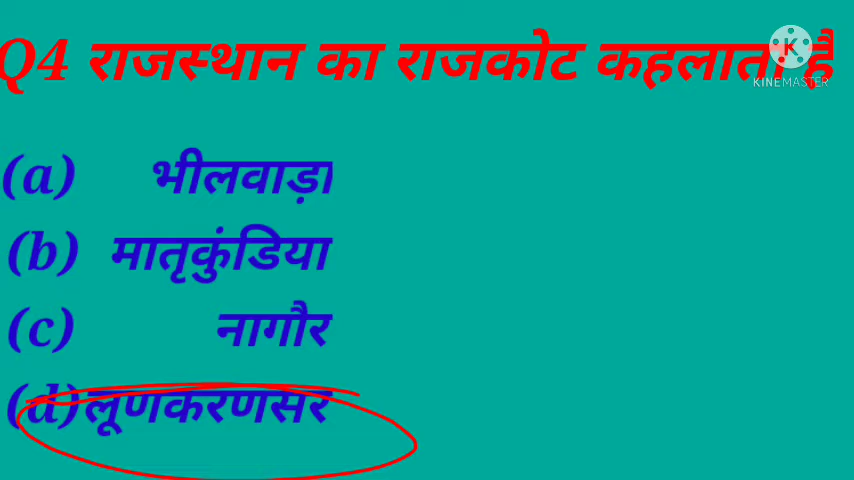 Q4 राजस्थान का राजकोट कहलाता है
KINEMASTER
(a) भीलवाड़ा
(b) मातृकुंडिया
(c) नागौर
(d) लूणकरणसर